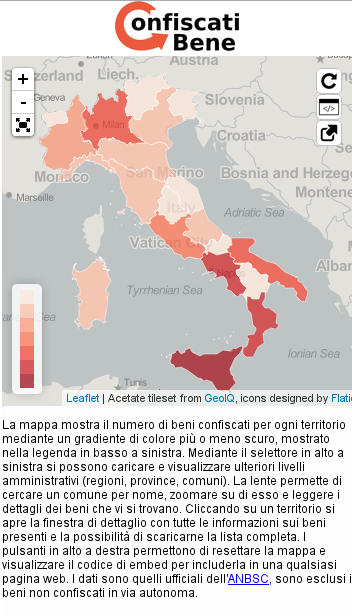 Confiscati
Bene
Austria
Switzerland
Liech.
Slovenia
Geneva
Croatia
Milan
Monaco
San Marino
Bosnia and Herzego
Montene
Marseille
Italy
Adriatic Sea
Vatican City
Naples
Alba
Tyrrhenian Sea
Ionian Sea
Tunis
+
-
</>
Leaflet | Acetate tileset from GeoIQ, icons designed by Flati
La mappa mostra il numero di beni confiscati per ogni territorio
mediante un gradiente di colore più o meno scuro, mostrato
nella legenda in basso a sinistra. Mediante il selettore in alto a
sinistra si possono caricare e visualizzare ulteriori livelli
amministrativi (regioni, province, comuni). La lente permette di
cercare un comune per nome, zoomare su di esso e leggere i
dettagli dei beni che vi si trovano. Cliccando su un territorio si
apre la finestra di dettaglio con tutte le informazioni sui beni
presenti e la possibilità di scaricarne la lista completa. I
pulsanti in alto a destra permettono di resettare la mappa e
visualizzare il codice di embed per includerla in una qualsiasi
pagina web. I dati sono quelli ufficiali dell'ANBSC, sono esclusi i
beni non confiscati in via autonoma.